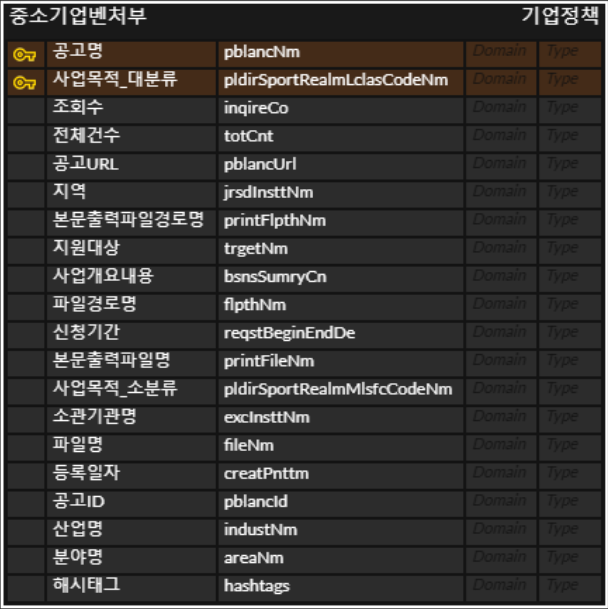 중소기업벤처부 기업정책
공고명 pblancNm Domain Type
사업목적_대분류 pldirSportRealmLclasCodeNm Domain Type
조회수 inqireCo Domain Type
전체건수 totCnt Domain Type
공고URL pblancUrl Domain Type
지역 jrsdInsttNm Domain Type
본문출력파일경로명 printFlpthNm Domain Type
지원대상 trgetNm Domain Type
사업개요내용 bsnsSumryCn Domain Type
파일경로명 flpthNm Domain Type
신청기간 reqstBeginEndDe Domain Type
본문출력파일명 printFileNm Domain Type
사업목적_소분류 pldirSportRealmMlsfcCodeNm Domain Type
소관기관명 excInsttNm Domain Type
파일명 fileNm Domain Type
등록일자 creatPnttm Domain Type
공고ID pblancId Domain Type
산업명 industNm Domain Type
분야명 areaNm Domain Type
해시태그 hashtags Domain Type